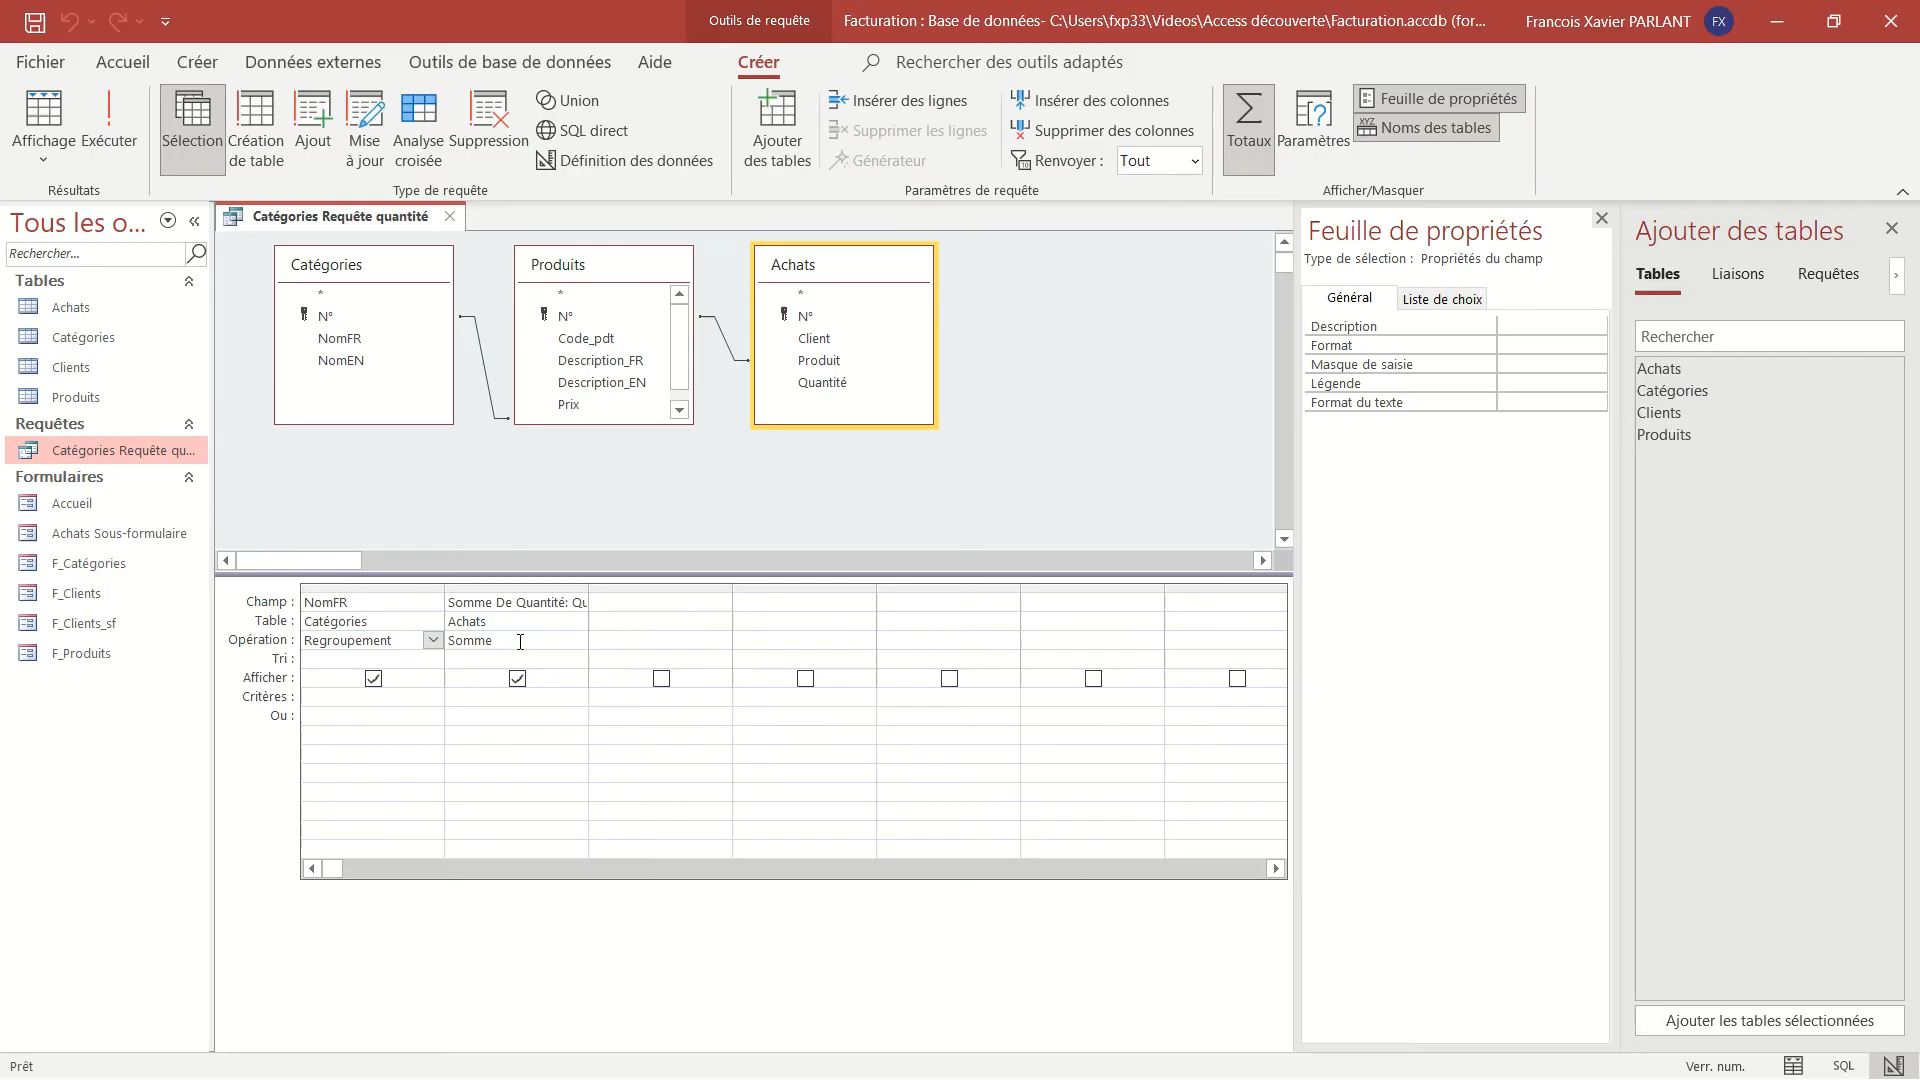 Outils de requête
Facturation : Base de données- C:\Users\fxp33\Videos\Access découverte\Facturation.accdb (for...
Francois Xavier PARLANT
FX
Fichier
Accueil
Créer
Données externes
Outils de base de données
Aide
Créer
Rechercher des outils adaptés
Affichage
Exécuter
Résultats
Sélection
Création
de table
Ajout
Mise
à jour
Analyse
croisée
Suppression
Union
SQL direct
Définition des données
Type de requête
Ajouter
des tables
Insérer des lignes
Supprimer les lignes
Générateur
Insérer des colonnes
Supprimer des colonnes
Renvoyer :
Tout
Paramètres de requête
Totaux
Paramètres
Feuille de propriétés
XYZ
Noms des tables
Afficher/Masquer
Tous les o...
Rechercher...
Tables
Achats
Catégories
Clients
Produits
Requêtes
Catégories Requête qu...
Formulaires
Accueil
Achats Sous-formulaire
F_Catégories
F_Clients
F_Clients_sf
F_Produits
Catégories Requête quantité
Catégories
*
N°
NomFR
NomEN
Produits
*
N°
Code_pdt
Description_FR
Description_EN
Prix
Achats
*
N°
Client
Produit
Quantité
Champ :
NomFR
Somme De Quantité: Qu
Table :
Catégories
Achats
Opération :
Regroupement
Somme
Tri :
Afficher :
Critères :
Ou :
Feuille de propriétés
Type de sélection : Propriétés du champ
Général
Liste de choix
Description
Format
Masque de saisie
Légende
Format du texte
Ajouter des tables
Tables
Liaisons
Requêtes
Rechercher
Achats
Catégories
Clients
Produits
Ajouter les tables sélectionnées
Prêt
Verr. num.
SQL